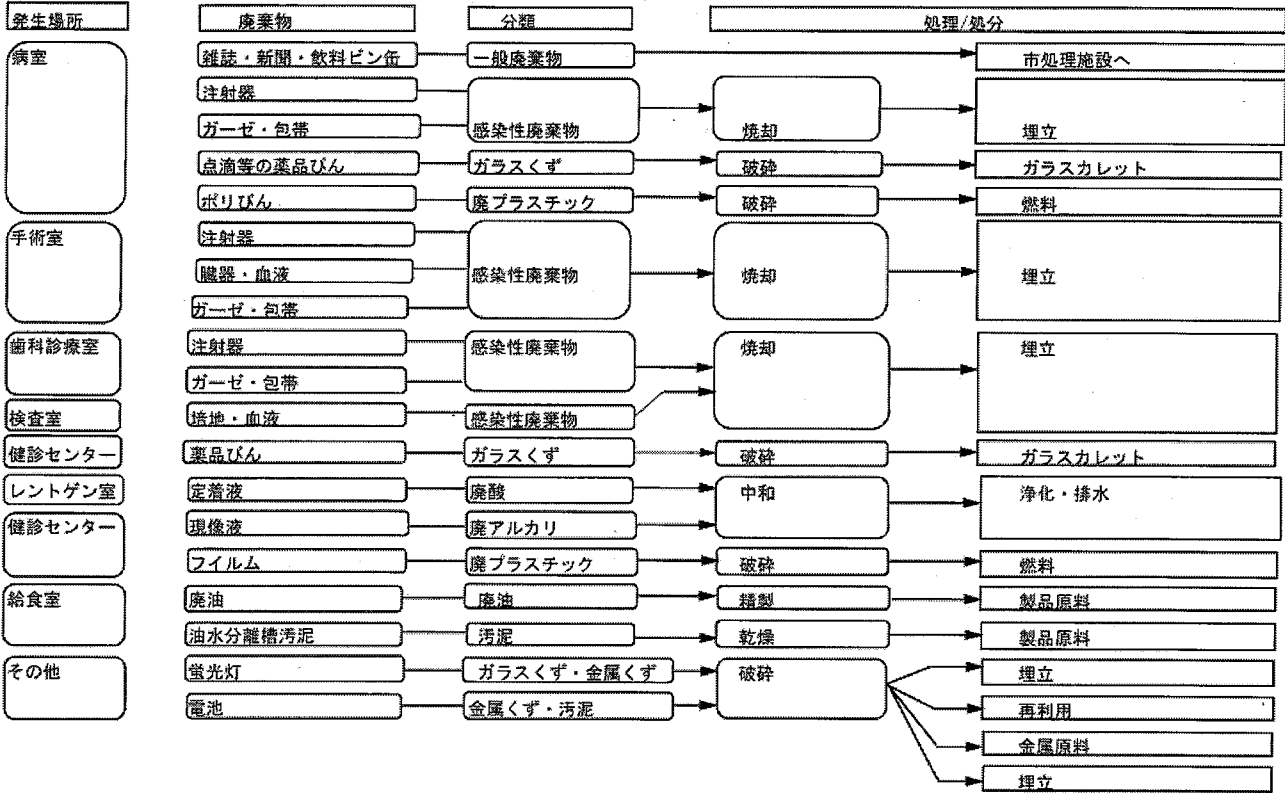 発生場所 廃棄物 分類 処理/処分
病室 雑誌・新聞・飲料ビン缶 一般廃棄物 市処理施設へ
注射器
ガーゼ・包帯 感染性廃棄物 焼却 埋立
点滴等の薬品びん ガラスくず 破砕 ガラスカレット
ポリびん 廃プラスチック 破砕 燃料
手術室 注射器
臓器・血液 感染性廃棄物 焼却 埋立
ガーゼ・包帯
歯科診療室 注射器 感染性廃棄物 焼却 埋立
ガーゼ・包帯
検査室 培地・血液 感染性廃棄物
健診センター 薬品びん ガラスくず 破砕 ガラスカレット
レントゲン室 定着液 廃酸 中和 浄化・排水
健診センター 現像液 廃アルカリ
フイルム 廃プラスチック 破砕 燃料
給食室 廃油 廃油 精製 製品原料
油水分離槽汚泥 汚泥 乾燥 製品原料
その他 蛍光灯 ガラスくず・金属くず 破砕 埋立
電池 金属くず・汚泥 再利用
金属原料
埋立